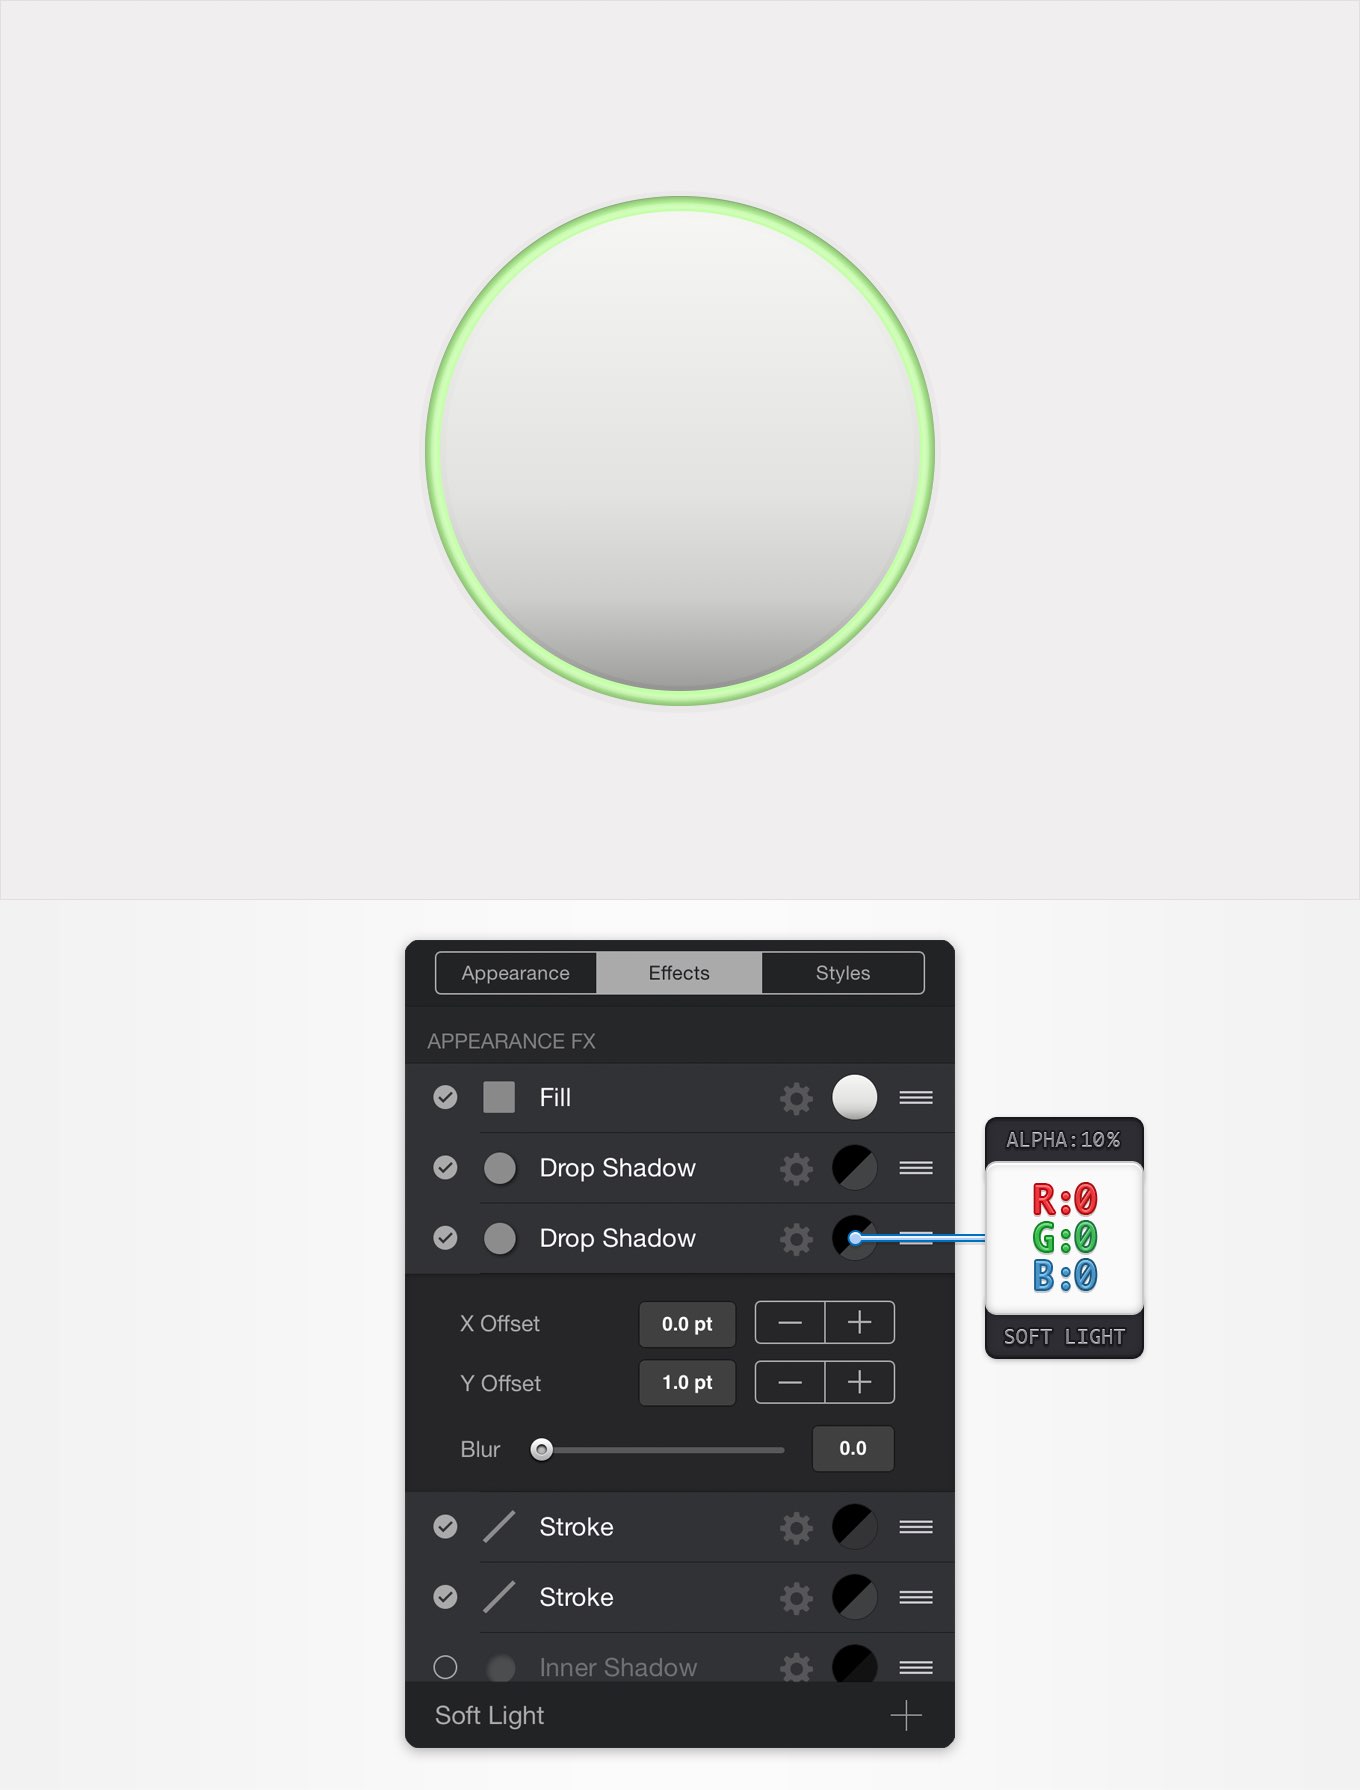 Appearance Effects Styles
APPEARANCE FX
Fill
Drop Shadow
Drop Shadow
ALPHA:10%
R:0
G:0
B:0
SOFT LIGHT
X Offset 0.0 pt
Y Offset 1.0 pt
Blur 0.0
Stroke
Stroke
Inner Shadow
Soft Light